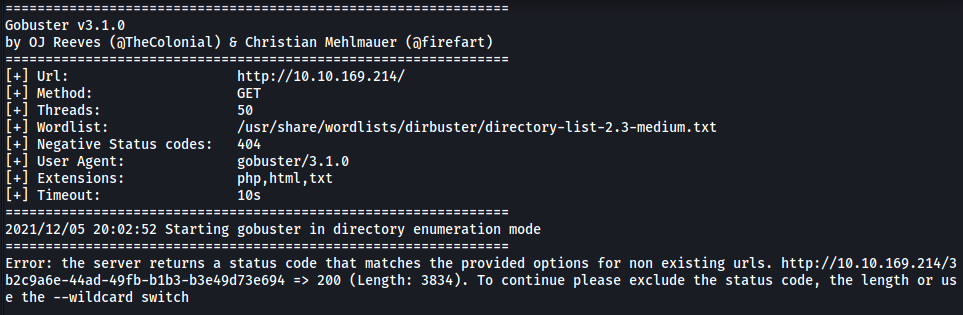 ===============================================================
Gobuster v3.1.0
by OJ Reeves (@TheColonial) & Christian Mehlmauer (@firefart)
===============================================================
[+] Url:                     http://10.10.169.214/
[+] Method:                  GET
[+] Threads:                 50
[+] Wordlist:                /usr/share/wordlists/dirbuster/directory-list-2.3-medium.txt
[+] Negative Status codes:   404
[+] User Agent:              gobuster/3.1.0
[+] Extensions:              php,html,txt
[+] Timeout:                 10s
===============================================================
2021/12/05 20:02:52 Starting gobuster in directory enumeration mode
===============================================================
Error: the server returns a status code that matches the provided options for non existing urls. http://10.10.169.214/3
b2c9a6e-44ad-49fb-b1b3-b3e49d73e694 => 200 (Length: 3834). To continue please exclude the status code, the length or us
e the --wildcard switch